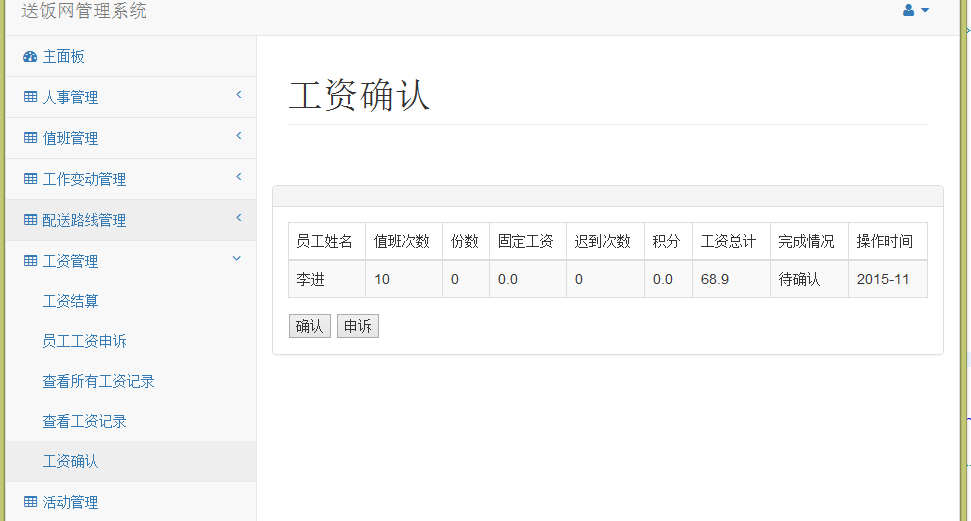 送饭网管理系统
主面板
人事管理
值班管理
工作变动管理
配送路线管理
工资管理
工资结算
员工工资申诉
查看所有工资记录
查看工资记录
工资确认
活动管理
工资确认
员工姓名 值班次数 份数 固定工资 迟到次数 积分 工资总计 完成情况 操作时间
李进 10 0 0.0 0 0.0 68.9 待确认 2015-11
确认 申诉